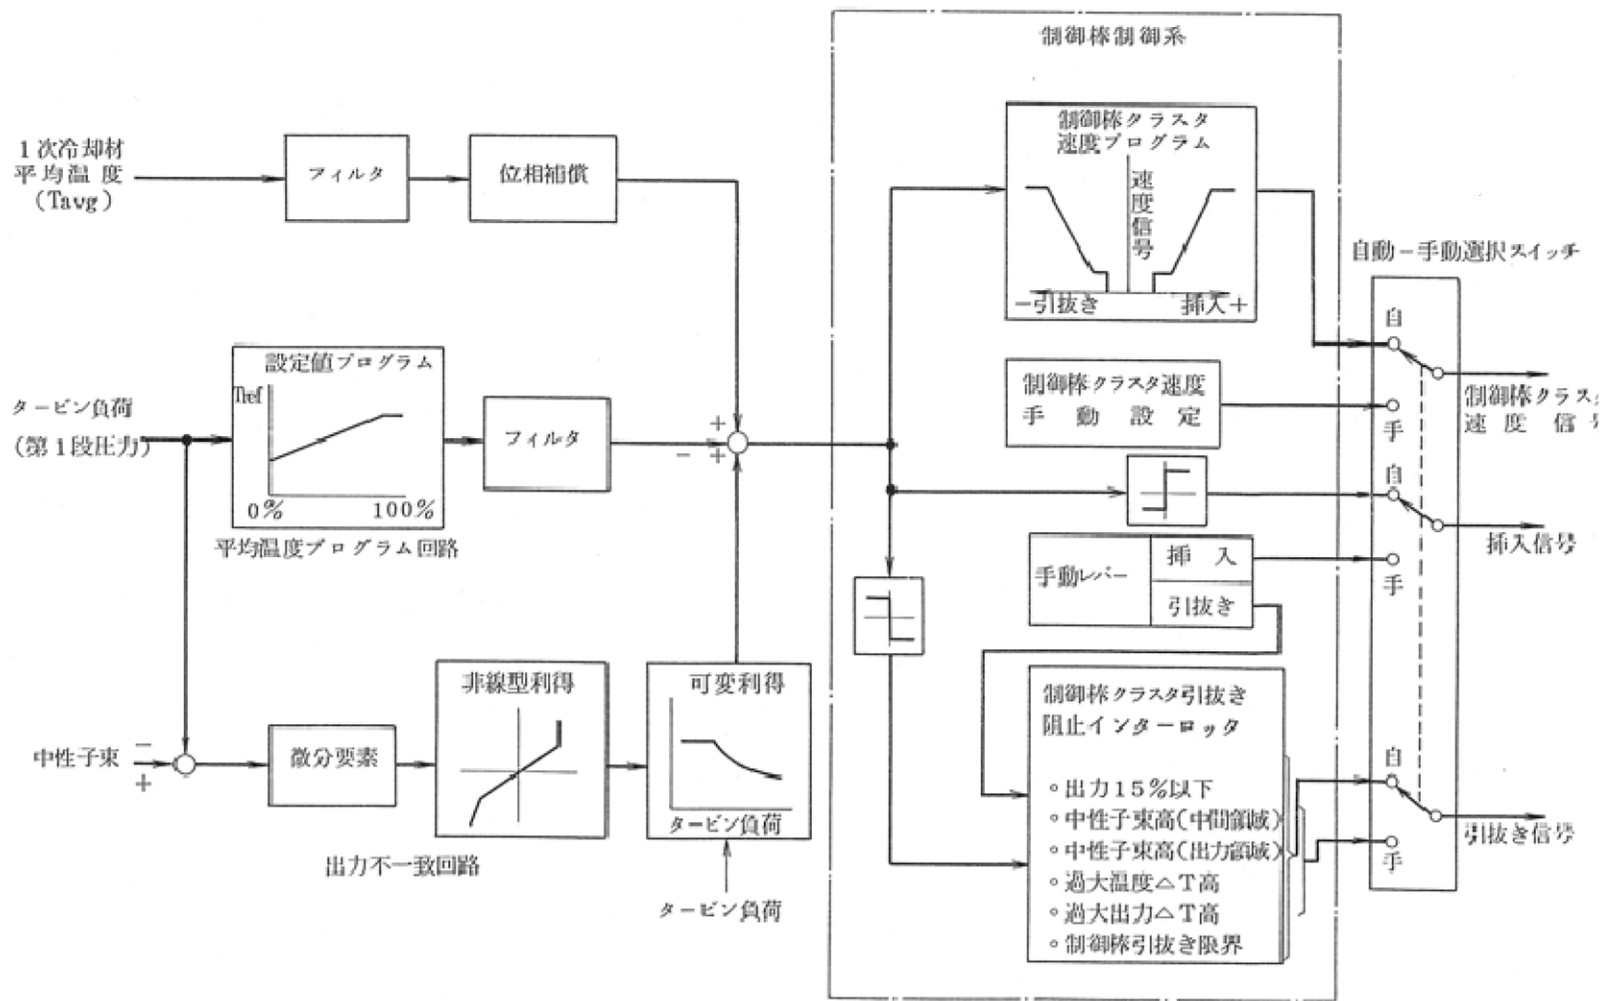 制御棒制御系
1次冷却材
平均温度
(Tavg)
フィルタ
位相補償
制御棒クラスタ
速度プログラム
速度信号
−引抜き
挿入+
自動−手動選択スイッチ
自
手
制御棒クラスタ速度
手動設定
制御棒クラス
速度信
設定値プログラム
Tref
0%
100%
平均温度プログラム回路
タービン負荷
(第1段圧力)
フィルタ
+
−
+
自
手
挿入信号
手動レバー
挿入
引抜き
中性子束
−
+
微分要素
非線型利得
可変利得
タービン負荷
出力不一致回路
タービン負荷
制御棒クラスタ引抜き
阻止インターロック
◦出力15%以下
◦中性子束高(中間領域)
◦中性子束高(出力領域)
◦過大温度△T高
◦過大出力△T高
◦制御棒引抜き限界
自
手
引抜き信号